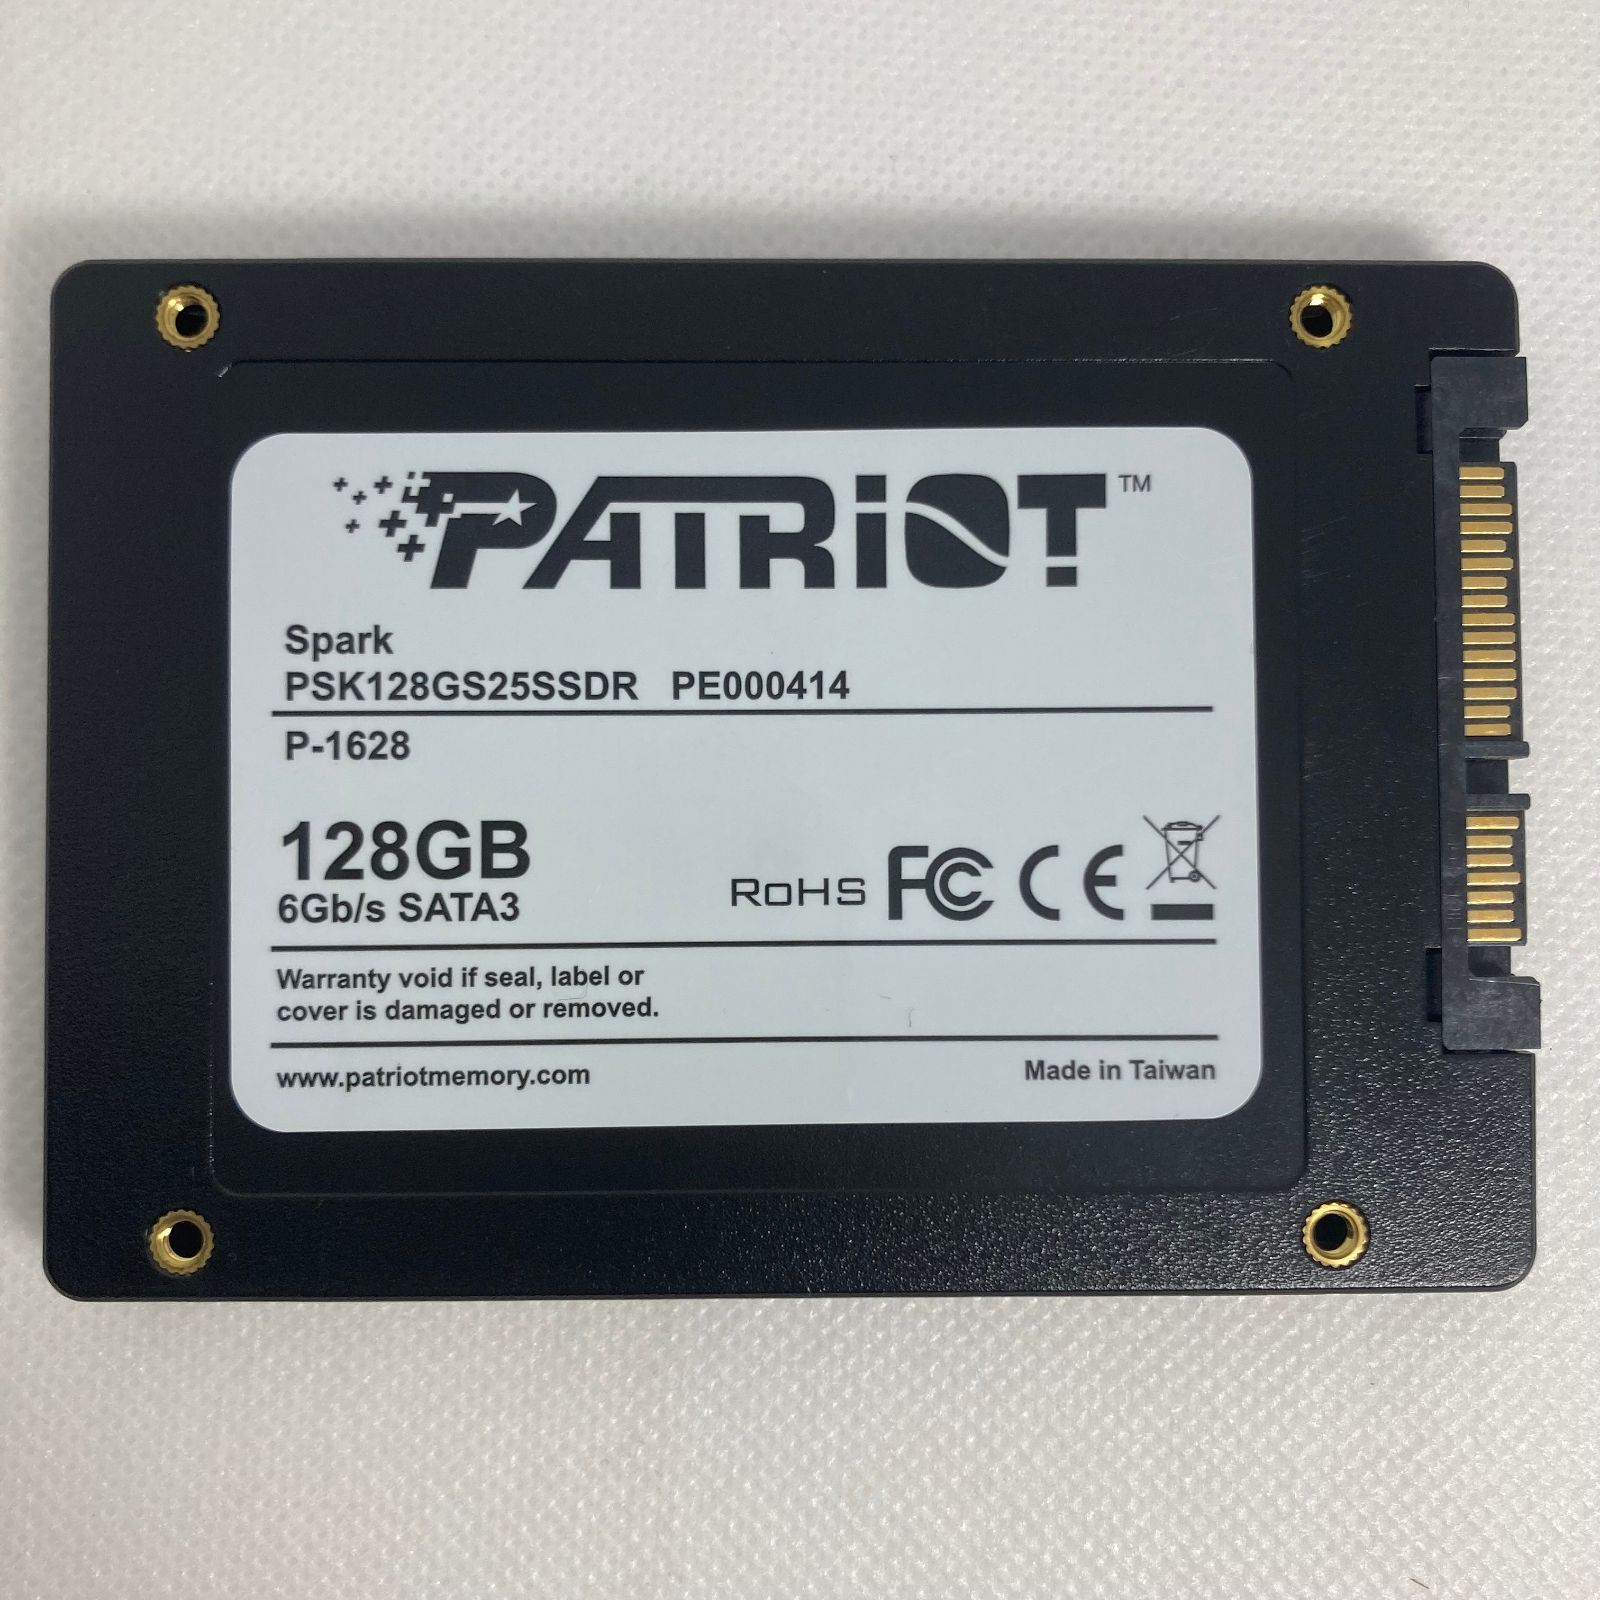 PATRIOT™
Spark
PSK128GS25SSDR PE000414
P-1628
128GB
6Gb/s SATA3
RoHS FC CE
Warranty void if seal, label or
cover is damaged or removed.
www.patriotmemory.com
Made in Taiwan